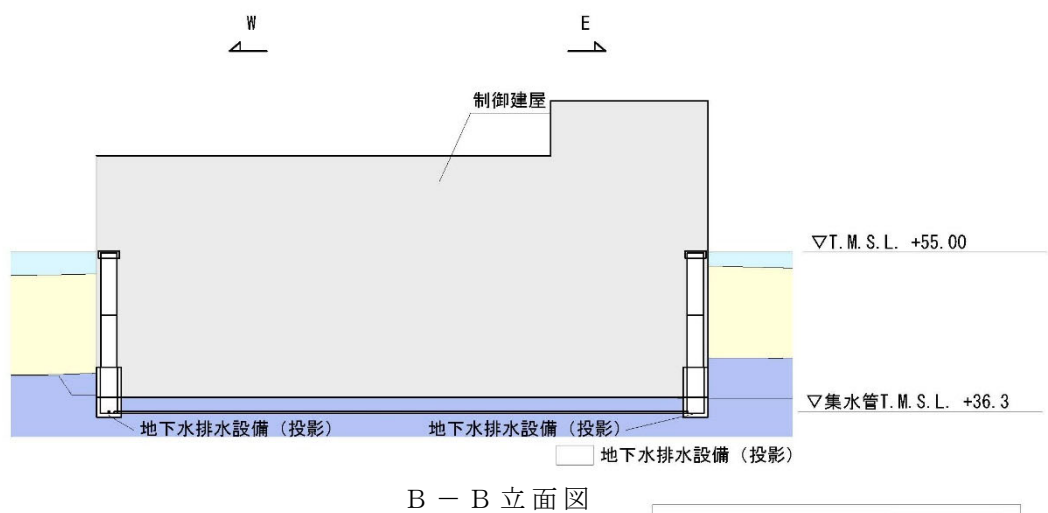 W
E
制御建屋
▽T.M.S.L. +55.00
▽集水管T.M.S.L. +36.3
地下水排水設備（投影）
地下水排水設備（投影）
地下水排水設備（投影）
B－B立面図